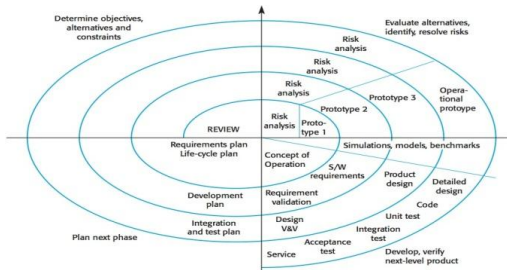 Determine objectives,
alternatives and
constraints
Evaluate alternatives,
identify, resolve risks
Risk
analysis
Risk
analysis
Risk
analysis
Risk
analysis
Proto-
type 1
Prototype 2
Prototype 3
Opera-
tional
protoype
REVIEW
Requirements plan
Life-cycle plan
Simulations, models, benchmarks
Concept of
Operation
S/W
requirements
Product
design
Detailed
design
Development
plan
Requirement
validation
Code
Unit test
Integration
and test plan
Design
V&V
Integration
test
Plan next phase
Acceptance
test
Service
Develop, verify
next-level product